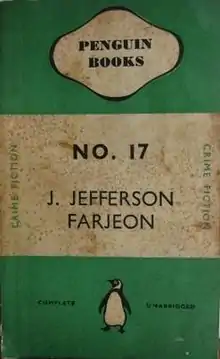 PENGUIN
BOOKS
NO. 17
J. JEFFERSON
FARJEON
CRIME FICTION
CRIME FICTION
COMPLETE
UNABRIDGED